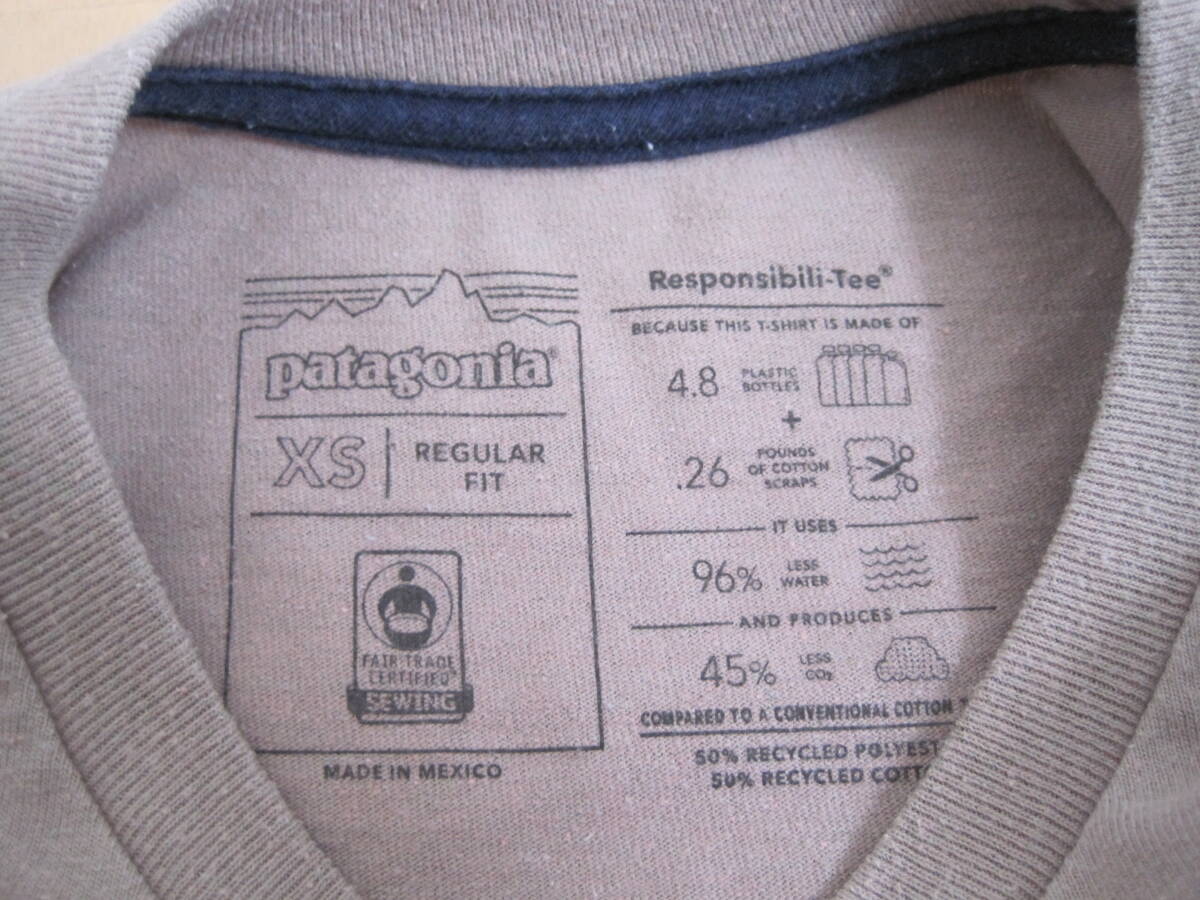 patagonia®
XS
REGULAR
FIT
FAIR TRADE
CERTIFIED
SEWING
MADE IN MEXICO
Responsibili-Tee®
BECAUSE THIS T-SHIRT IS MADE OF
4.8 PLASTIC
BOTTLES
+
.26 POUNDS
OF COTTON
SCRAPS
IT USES
96% LESS
WATER
AND PRODUCES
45% LESS
CO₂
COMPARED TO A CONVENTIONAL COTTON
50% RECYCLED POLYEST
50% RECYCLED COTT